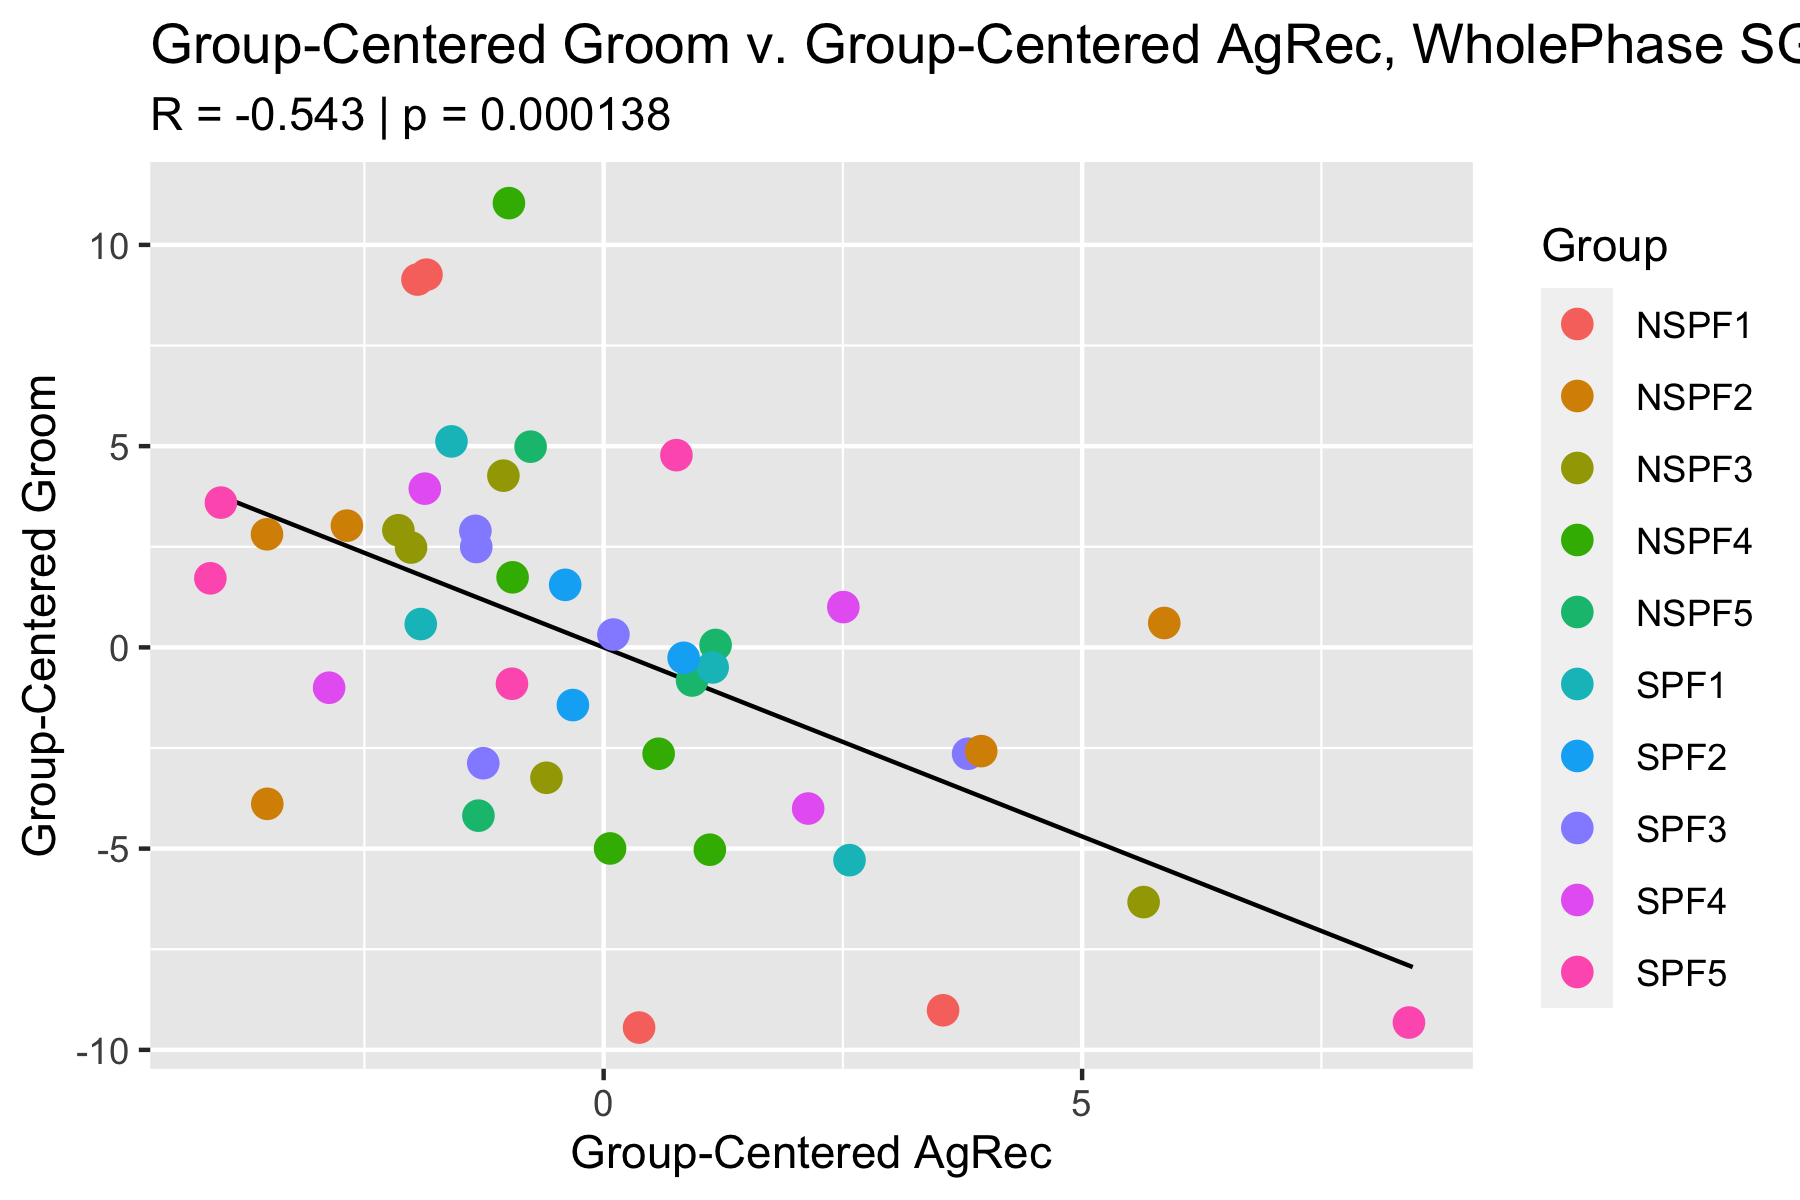 Group-Centered Groom v. Group-Centered AgRec, WholePhase
R = -0.543 | p = 0.000138
Group-Centered Groom
10
5
0
-5
-10
0
5
Group-Centered AgRec
Group
NSPF1
NSPF2
NSPF3
NSPF4
NSPF5
SPF1
SPF2
SPF3
SPF4
SPF5